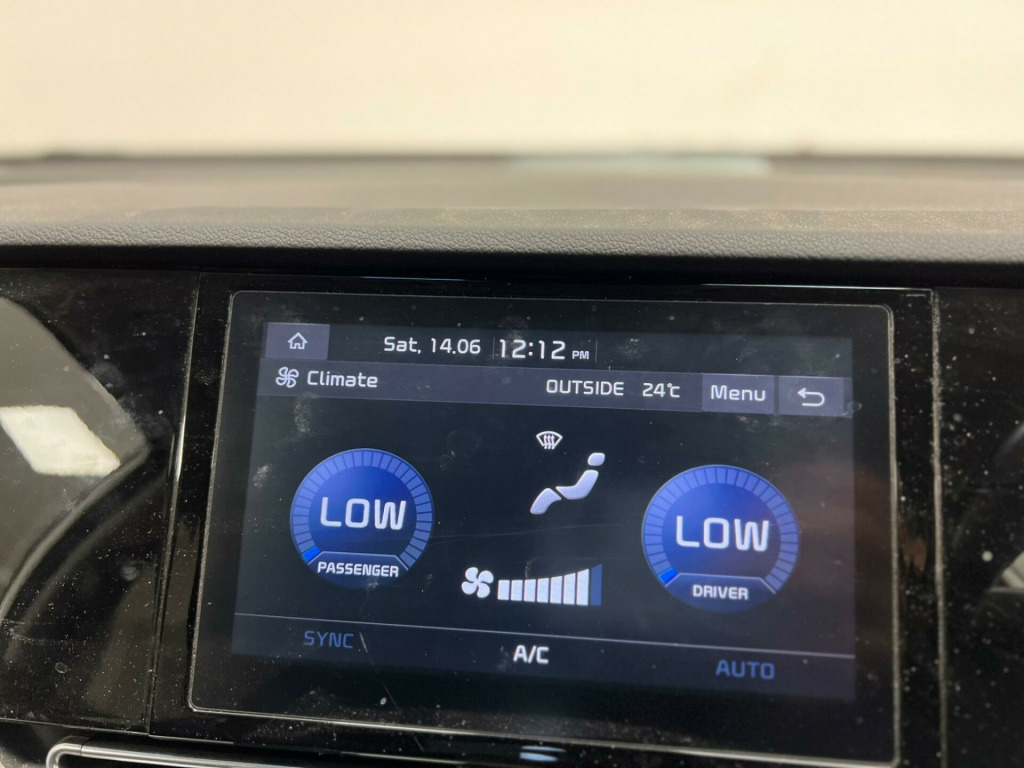 Sat, 14.06 12:12 PM
Climate OUTSIDE 24℃ Menu
LOW
PASSENGER
LOW
DRIVER
SYNC A/C AUTO